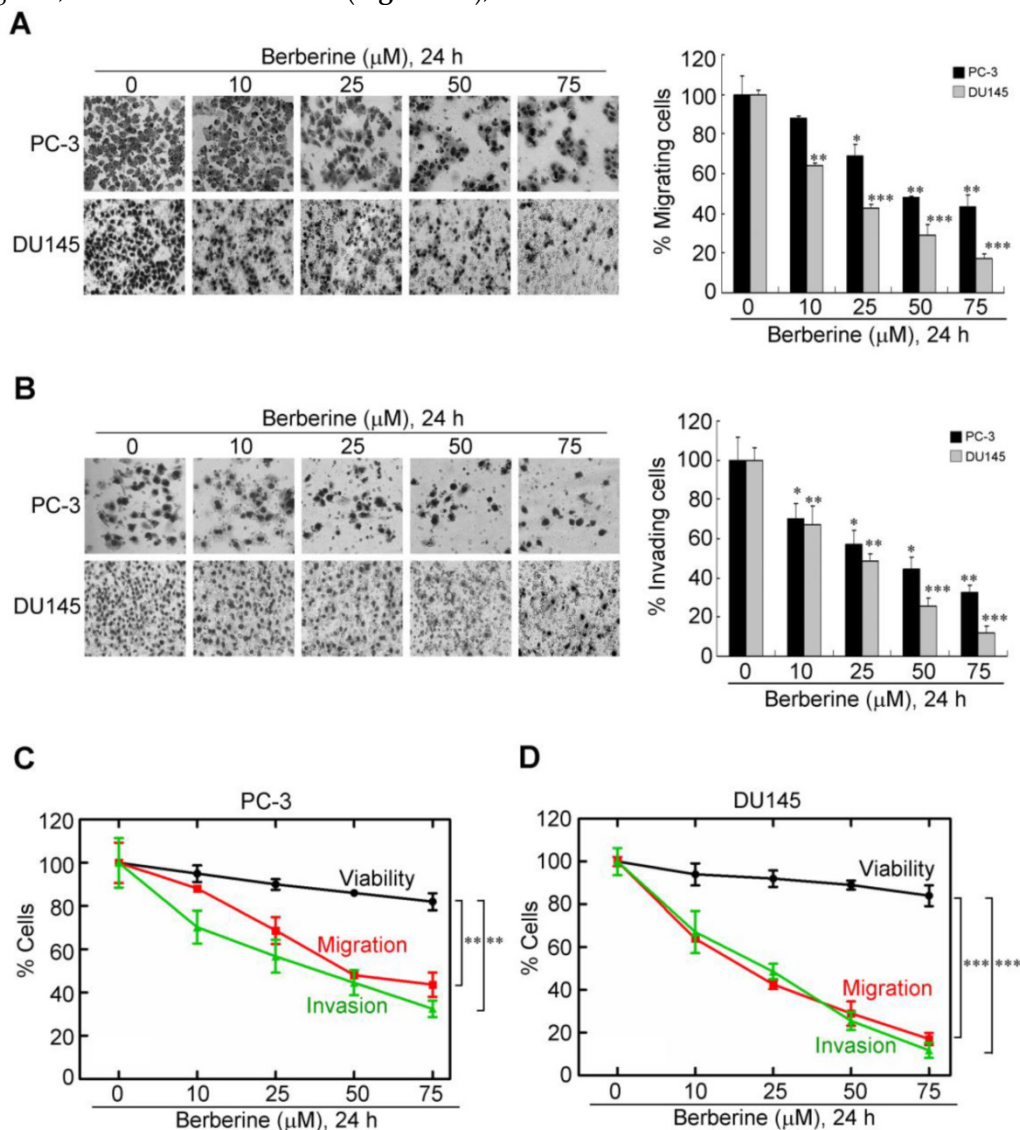 A
Berberine (μM), 24 h
0 10 25 50 75
PC-3
DU145
% Migrating cells
120
100
80
60
40
20
0
PC-3
DU145
**
*
***
**
***
**
***
0 10 25 50 75
Berberine (μM), 24 h
B
Berberine (μM), 24 h
0 10 25 50 75
PC-3
DU145
% Invading cells
120
100
80
60
40
20
0
PC-3
DU145
*
**
*
**
*
***
**
***
0 10 25 50 75
Berberine (μM), 24 h
C
PC-3
% Cells
120
100
80
60
40
20
0
Viability
Migration
Invasion
** **
0 10 25 50 75
Berberine (μM), 24 h
D
DU145
% Cells
120
100
80
60
40
20
0
Viability
Migration
Invasion
*** ***
0 10 25 50 75
Berberine (μM), 24 h